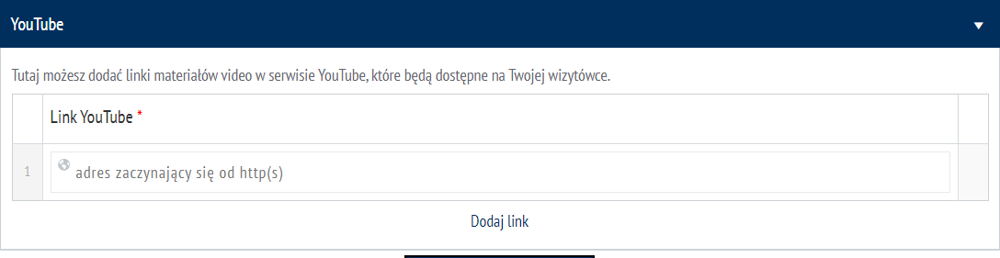 YouTube
Tutaj możesz dodać linki materiałów video w serwisie YouTube, które będą dostępne na Twojej wizytówce.
Link YouTube *
1
adres zaczynający się od http(s)
Dodaj link